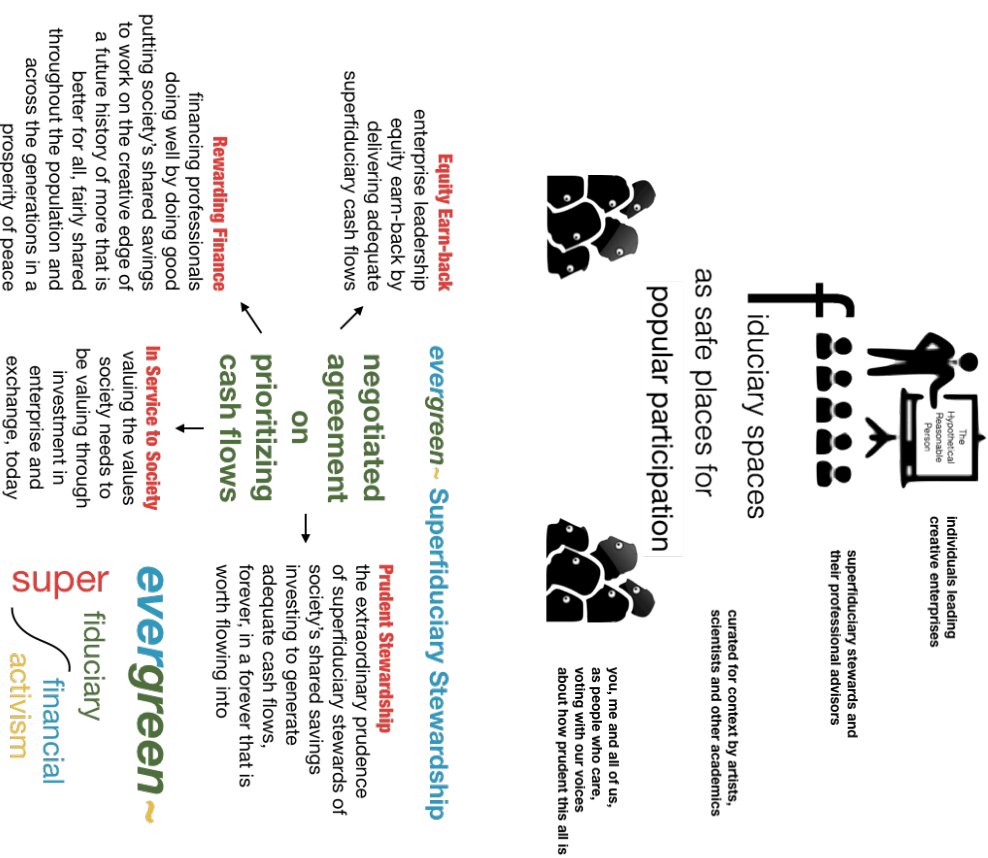 The
Hypothetical
Reasonable
Person
individuals leading
creative enterprises
superfiduciary stewards and
their professional advisors
fiduciary spaces
as safe places for
popular participation
curated for context by artists,
scientists and other academics
you, me and all of us,
as people who care,
voting with our voices
about how prudent this all is
evergreen~ Superfiduciary Stewardship
Equity Earn-back
enterprise leadership
equity earn-back by
delivering adequate
superfiduciary cash flows
negotiated
agreement
on
prioritizing
cash flows
Prudent Stewardship
the extraordinary prudence
of superfiduciary stewards of
society's shared savings
investing to generate
adequate cash flows,
forever, in a forever that is
worth flowing into
Rewarding Finance
financing professionals
doing well by doing good
putting society's shared savings
to work on the creative edge of
a future history of more that is
better for all, fairly shared
throughout the population and
across the generations in a
prosperity of peace
In Service to Society
valuing the values
society needs to
be valuing through
investment in
enterprise and
exchange, today
evergreen~
super
fiduciary
financial
activism